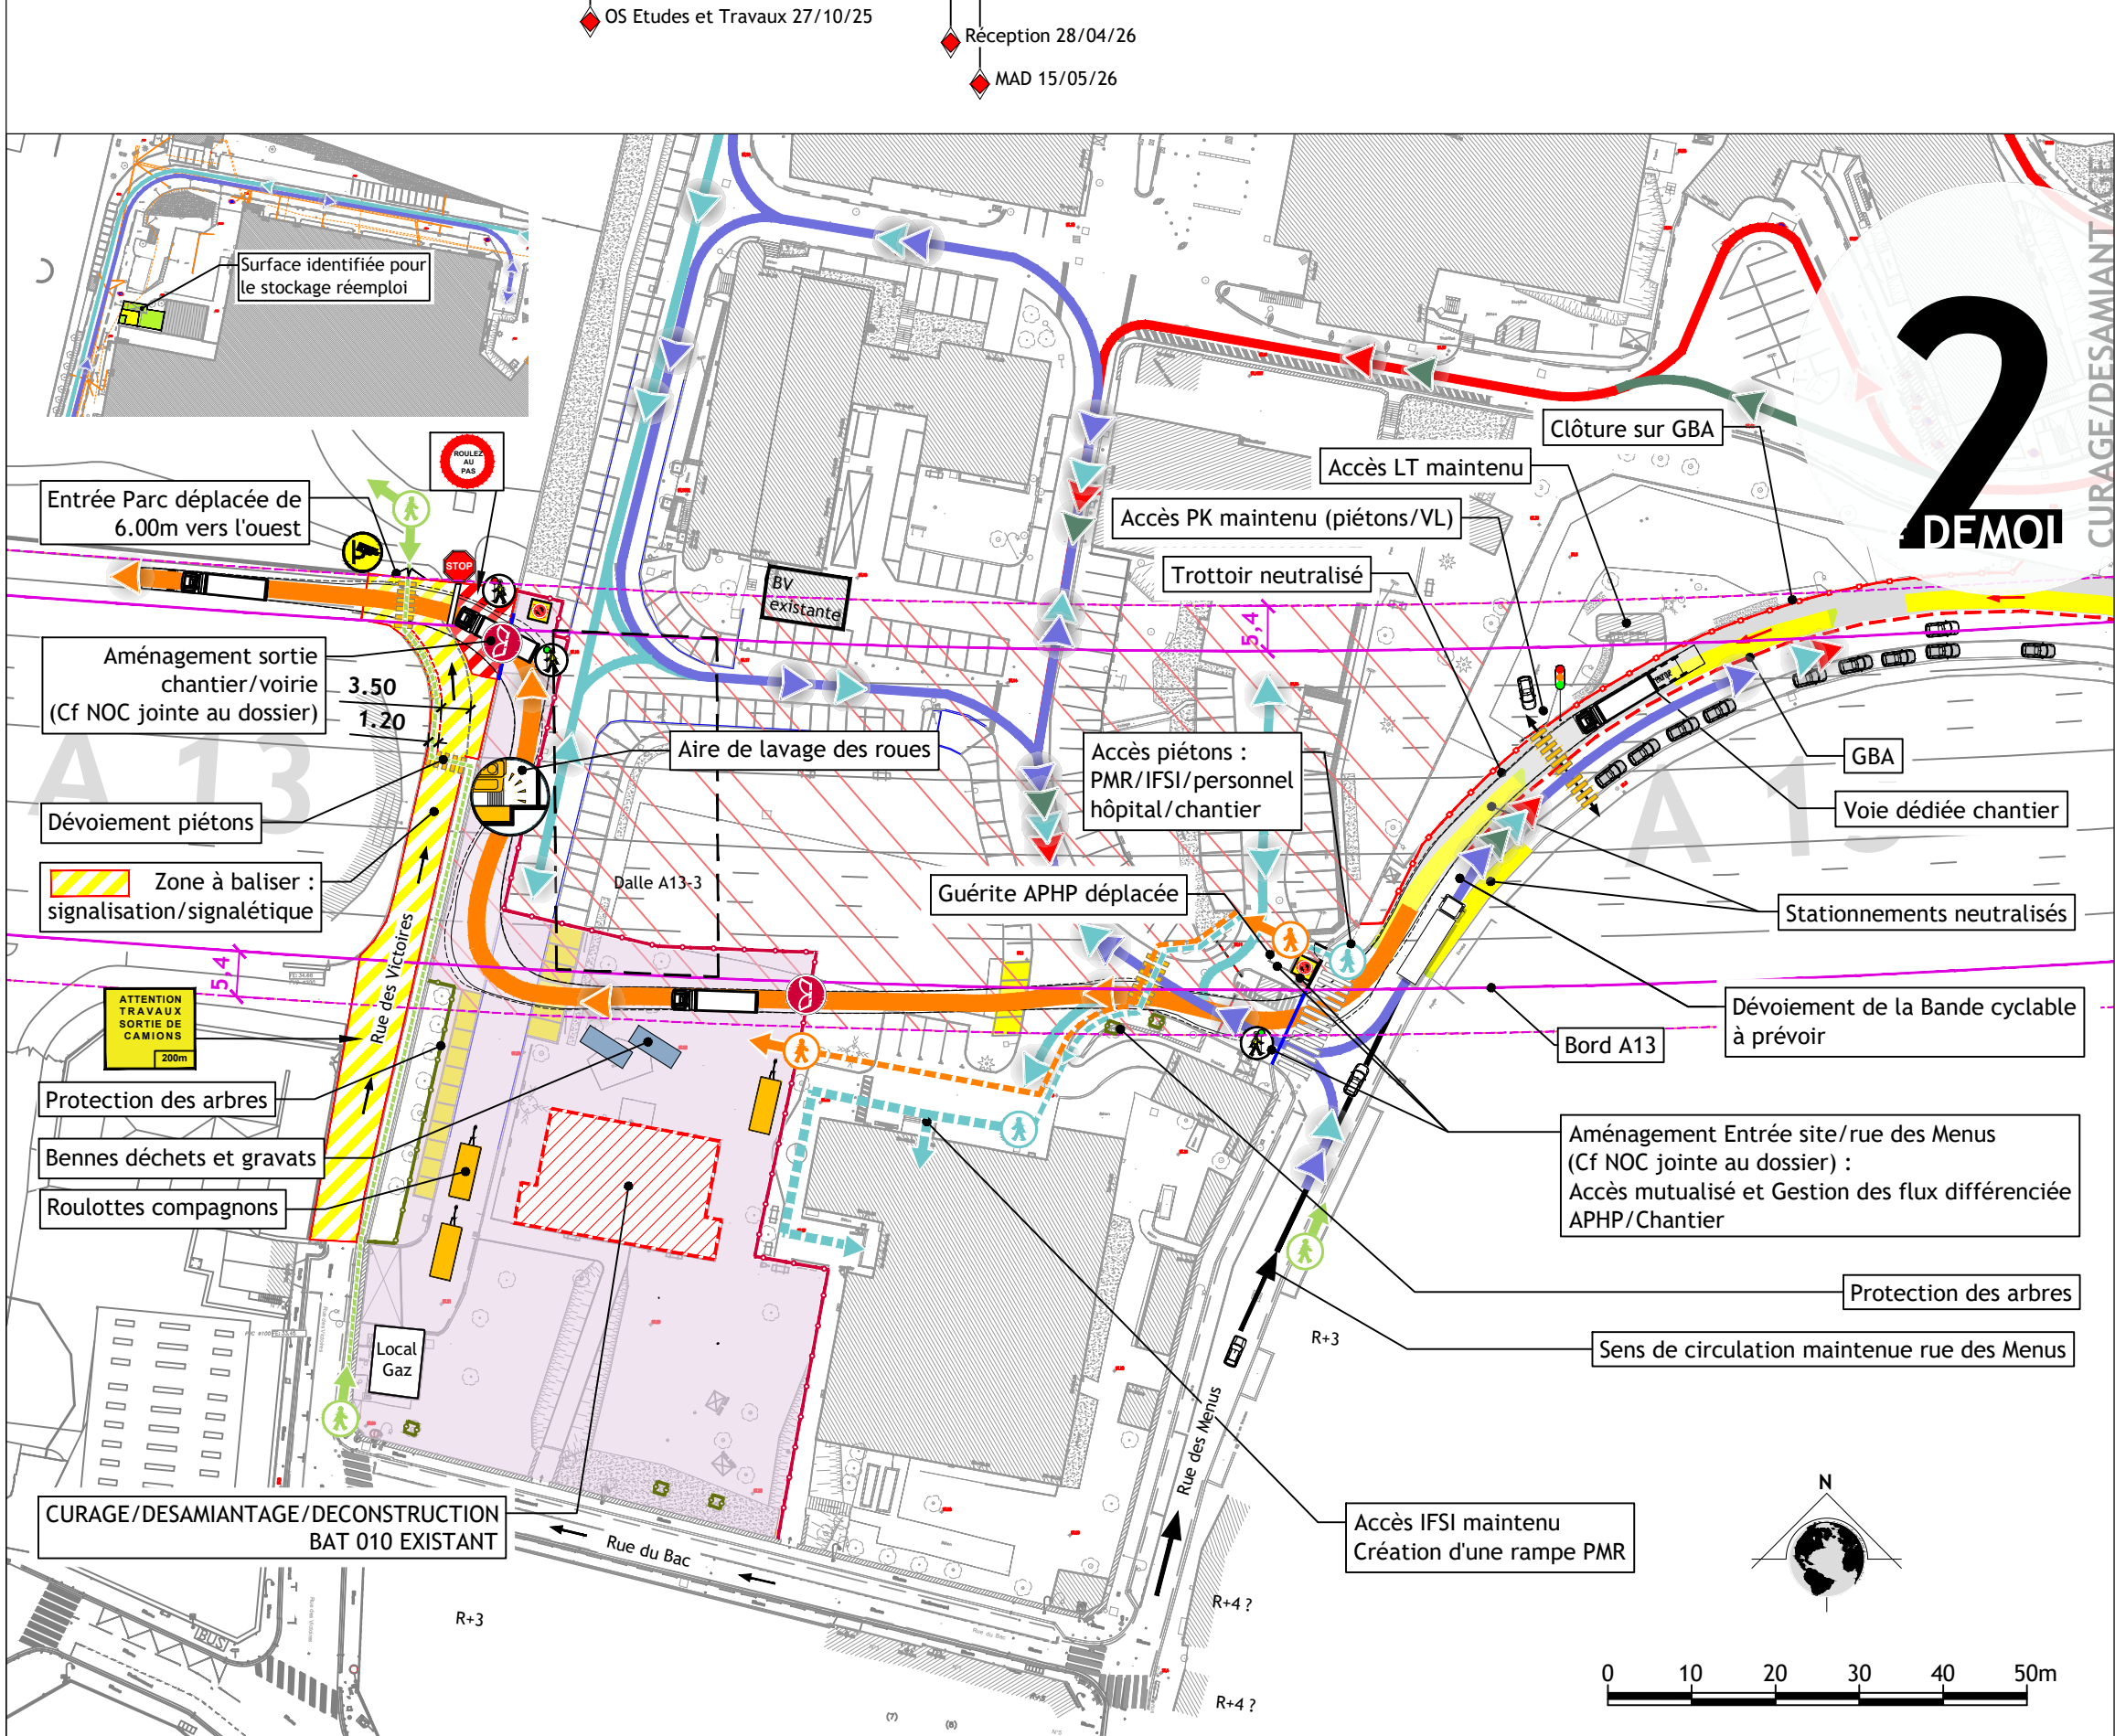 OS Etudes et Travaux 27/10/25
Réception 28/04/26
MAD 15/05/26
CURAGE/DESAMIANTAGE
2
DEMOL
Surface identifiée pour
le stockage réemploi
ROULEZ
AU
PAS
Clôture sur GBA
Accès LT maintenu
Entrée Parc déplacée de
6.00m vers l'ouest
Accès PK maintenu (piétons/VL)
STOP
Trottoir neutralisé
BV
existante
5,4
Aménagement sortie
chantier/voirie
(Cf NOC jointe au dossier)
3.50
1.20
A 13
Aire de lavage des roues
Accès piétons :
PMR/IFSI/personnel
hôpital/chantier
GBA
Voie dédiée chantier
Dévoiement piétons
Zone à baliser :
signalisation/signalétique
Dalle A13-3
Guérite APHP déplacée
Stationnements neutralisés
5,4
Rue des Victoires
ATTENTION
TRAVAUX
SORTIE DE
CAMIONS
200m
Dévoiement de la Bande cyclable
à prévoir
Bord A13
Protection des arbres
Bennes déchets et gravats
Roulottes compagnons
Aménagement Entrée site/rue des Menus
(Cf NOC jointe au dossier) :
Accès mutualisé et Gestion des flux différenciée
APHP/Chantier
Protection des arbres
R+3
Sens de circulation maintenue rue des Menus
Local
Gaz
Rue des Menus
CURAGE/DESAMIANTAGE/DECONSTRUCTION
BAT 010 EXISTANT
Rue du Bac
Accès IFSI maintenu
Création d'une rampe PMR
N
R+3
R+4 ?
R+4 ?
BUS
Rue du Bac
0 10 20 30 40 50m
(7)
(8)